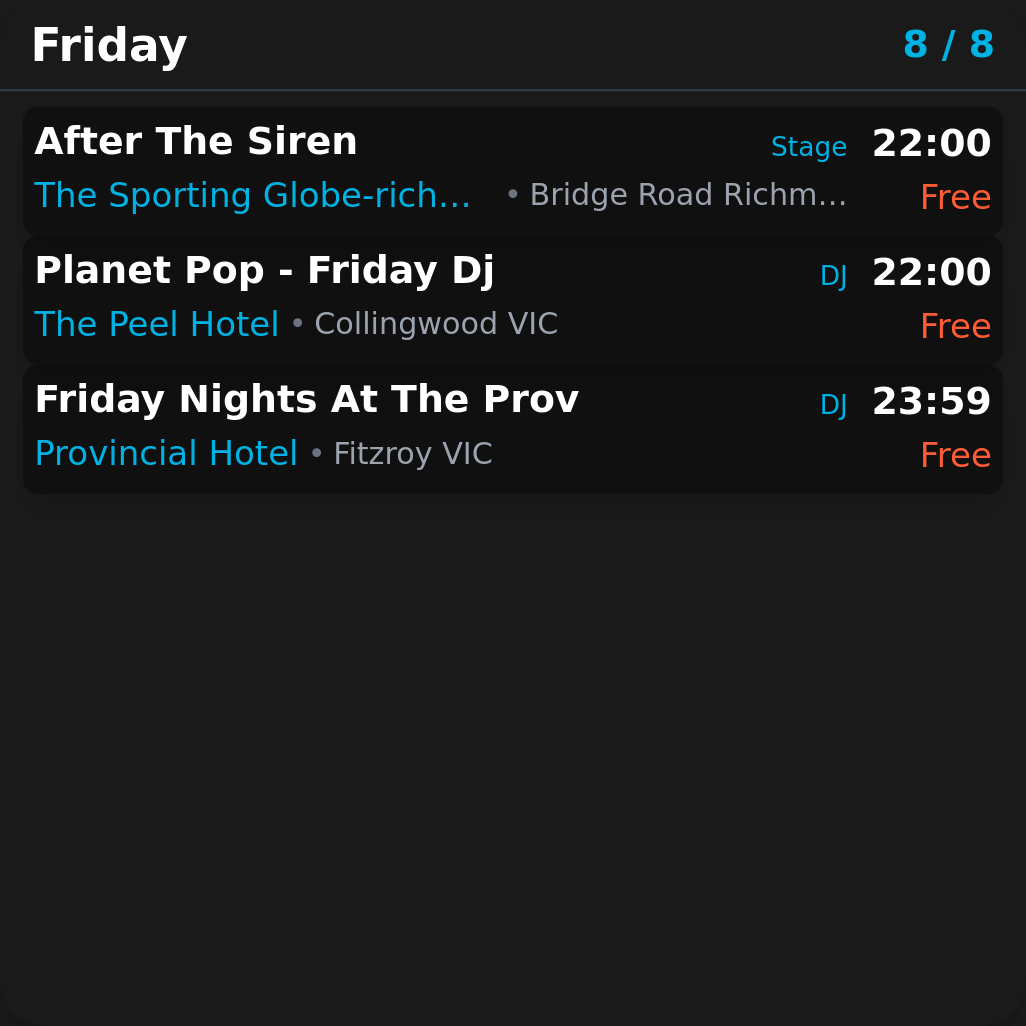 Friday 8 / 8
After The Siren Stage 22:00
The Sporting Globe-rich... • Bridge Road Richm... Free
Planet Pop - Friday Dj DJ 22:00
The Peel Hotel • Collingwood VIC Free
Friday Nights At The Prov DJ 23:59
Provincial Hotel • Fitzroy VIC Free